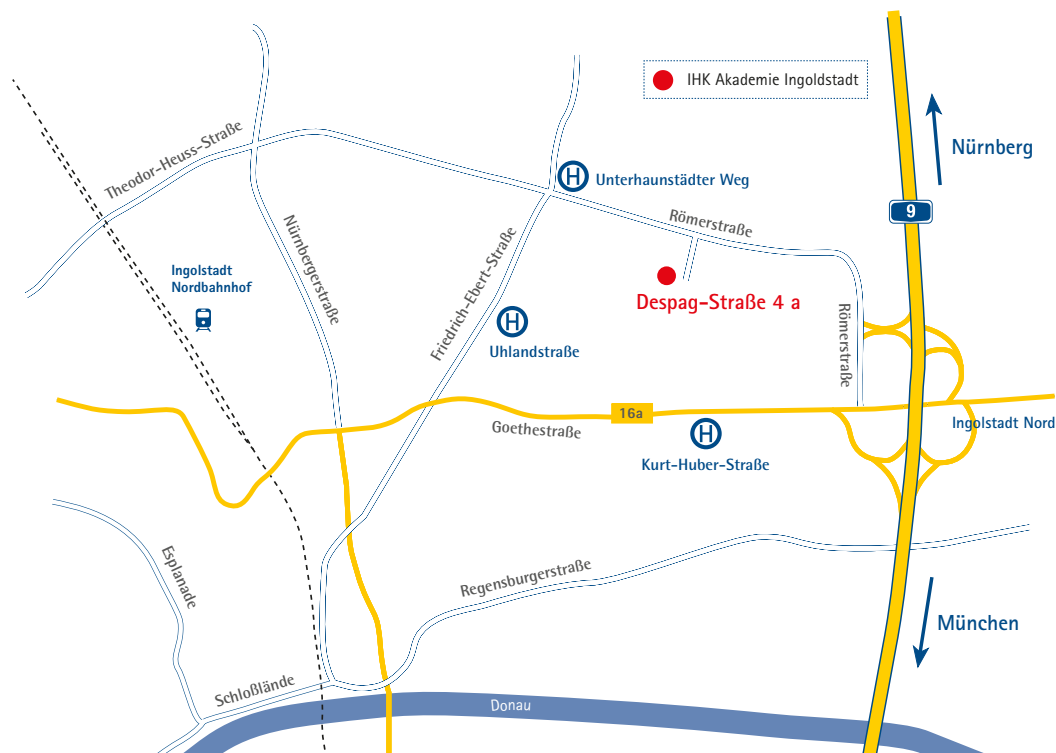 IHK Akademie Ingoldstadt
Nürnberg
Theodor-Heuss-Straße
H
Unterhaunstädter Weg
9
Römerstraße
Nürnbergerstraße
Friedrich-Ebert-Straße
Ingolstadt
Nordbahnhof
Despag-Straße 4 a
H
Uhlandstraße
Römerstraße
16a
Goethestraße
H
Ingolstadt Nord
Kurt-Huber-Straße
Esplanade
Regensburgerstraße
München
Schloßlände
Donau